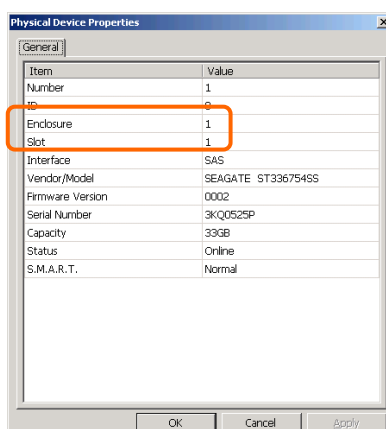 Physical Device Properties
General
Item Value
Number 1
ID 0
Enclosure 1
Slot 1
Interface SAS
Vendor/Model SEAGATE ST336754SS
Firmware Version 0002
Serial Number 3KQ0525P
Capacity 33GB
Status Online
S.M.A.R.T. Normal
OK Cancel Apply